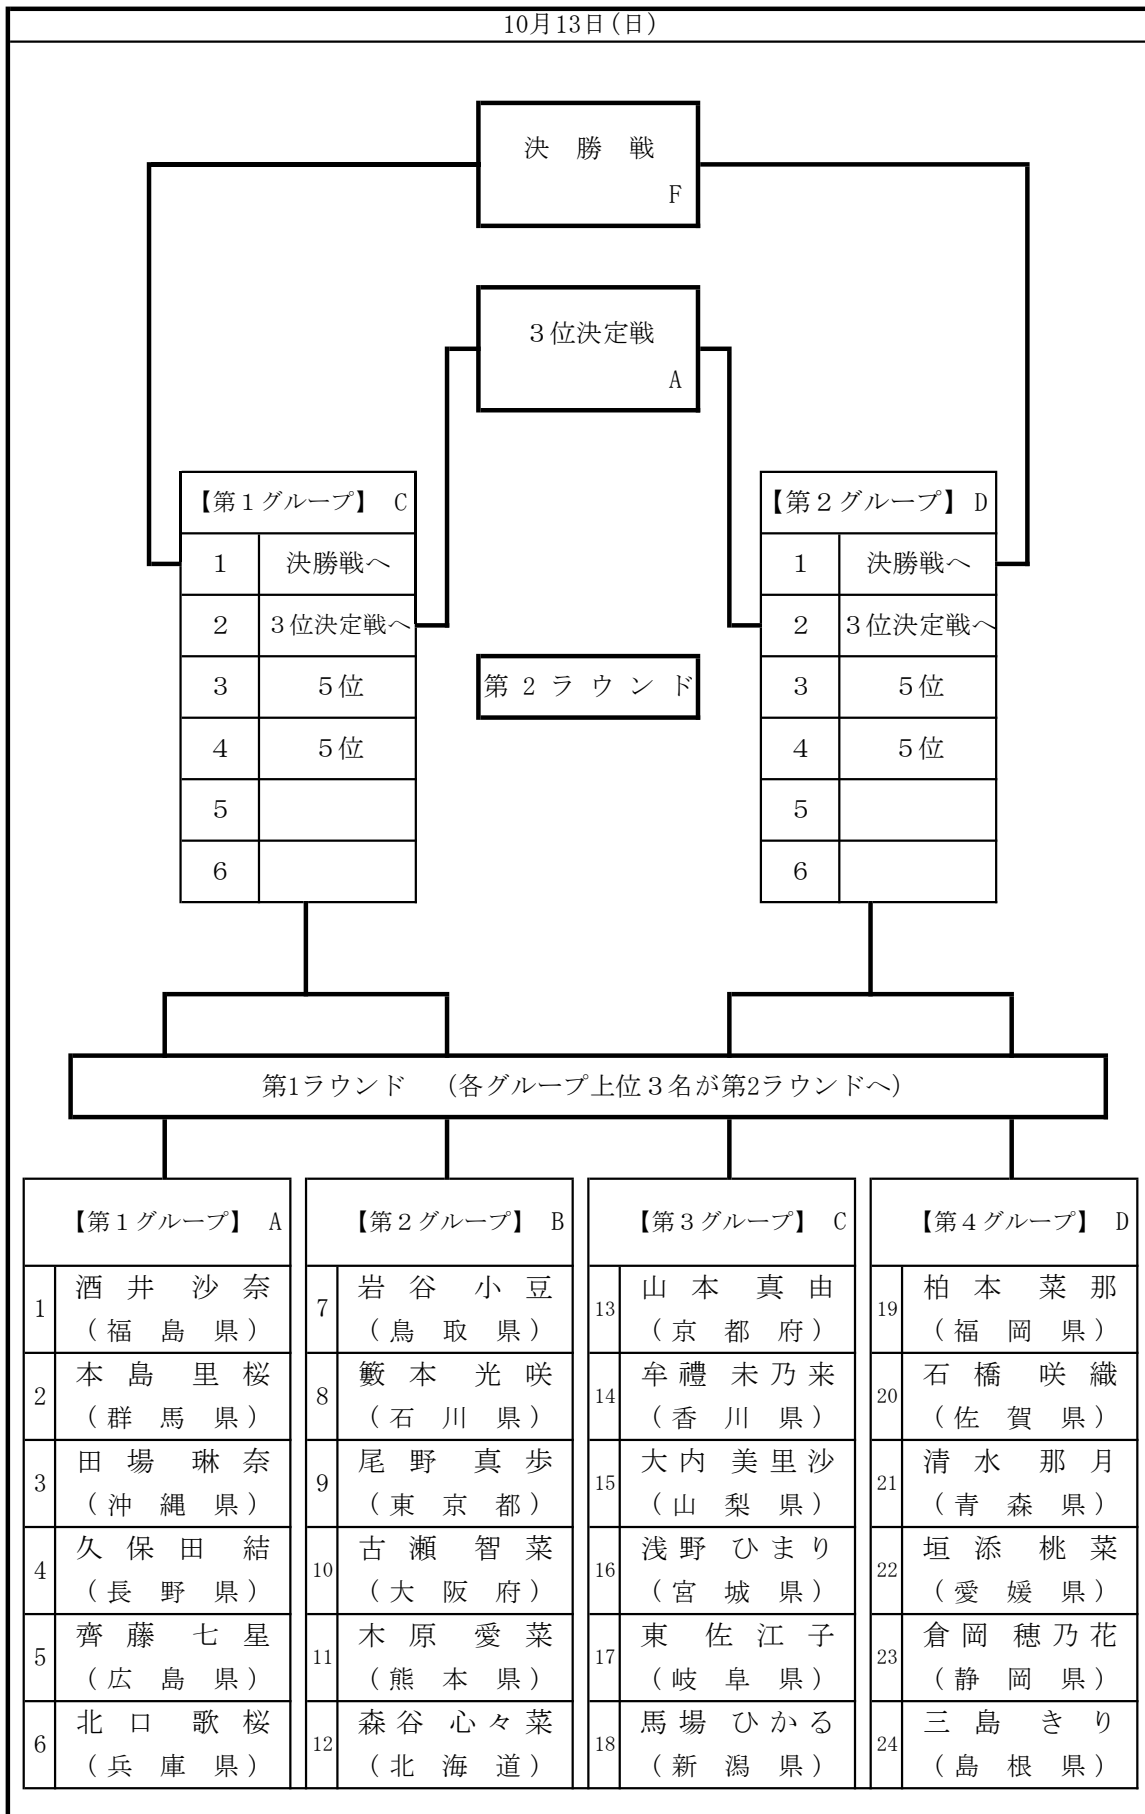 10月13日(日)
決 勝 戦
F
３位決定戦
A
【第１グループ】 C
1 決勝戦へ
2 ３位決定戦へ
3 ５位
4 ５位
5
6
【第２グループ】 D
1 決勝戦へ
2 ３位決定戦へ
3 ５位
4 ５位
5
6
第 2 ラ ウ ン ド
第1ラウンド （各グループ上位３名が第2ラウンドへ）
【第１グループ】 A
1 酒 井 沙 奈
（ 福 島 県 ）
2 本 島 里 桜
（ 群 馬 県 ）
3 田 場 琳 奈
（ 沖 縄 県 ）
4 久 保 田 結
（ 長 野 県 ）
5 齊 藤 七 星
（ 広 島 県 ）
6 北 口 歌 桜
（ 兵 庫 県 ）
【第２グループ】 B
7 岩 谷 小 豆
（ 鳥 取 県 ）
8 籔 本 光 咲
（ 石 川 県 ）
9 尾 野 真 歩
（ 東 京 都 ）
10 古 瀬 智 菜
（ 大 阪 府 ）
11 木 原 愛 菜
（ 熊 本 県 ）
12 森 谷 心 々 菜
（ 北 海 道 ）
【第３グループ】 C
13 山 本 真 由
（ 京 都 府 ）
14 牟 禮 未 乃 来
（ 香 川 県 ）
15 大 内 美 里 沙
（ 山 梨 県 ）
16 浅 野 ひ ま り
（ 宮 城 県 ）
17 東 佐 江 子
（ 岐 阜 県 ）
18 馬 場 ひ か る
（ 新 潟 県 ）
【第４グループ】 D
19 柏 本 菜 那
（ 福 岡 県 ）
20 石 橋 咲 織
（ 佐 賀 県 ）
21 清 水 那 月
（ 青 森 県 ）
22 垣 添 桃 菜
（ 愛 媛 県 ）
23 倉 岡 穂 乃 花
（ 静 岡 県 ）
24 三 島 き り
（ 島 根 県 ）